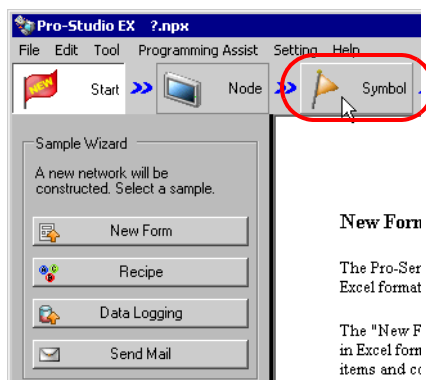 Pro-Studio EX ?.npx
File Edit Tool Programming Assist Setting Help
NEW Start Node Symbol
Sample Wizard
A new network will be
constructed. Select a sample.
New Form
Recipe
Data Logging
Send Mail
New Form
The Pro-Ser
Excel format
The "New F
in Excel form
items and co